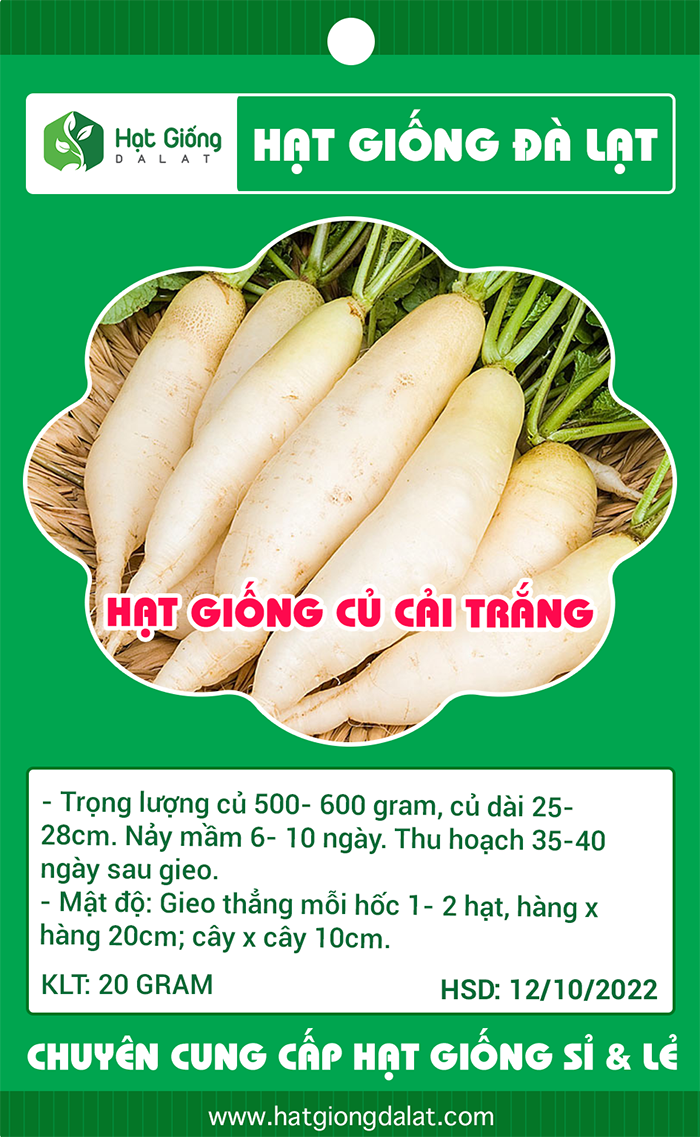 Hạt Giống
DALAT
HẠT GIỐNG ĐÀ LẠT
HẠT GIỐNG CỦ CẢI TRẮNG
- Trọng lượng củ 500- 600 gram, củ dài 25-
28cm. Nảy mầm 6- 10 ngày. Thu hoạch 35-40
ngày sau gieo.
- Mật độ: Gieo thẳng mỗi hốc 1- 2 hạt, hàng x
hàng 20cm; cây x cây 10cm.
KLT: 20 GRAM
HSD: 12/10/2022
CHUYÊN CUNG CẤP HẠT GIỐNG SỈ & LẺ
www.hatgiongdalat.com